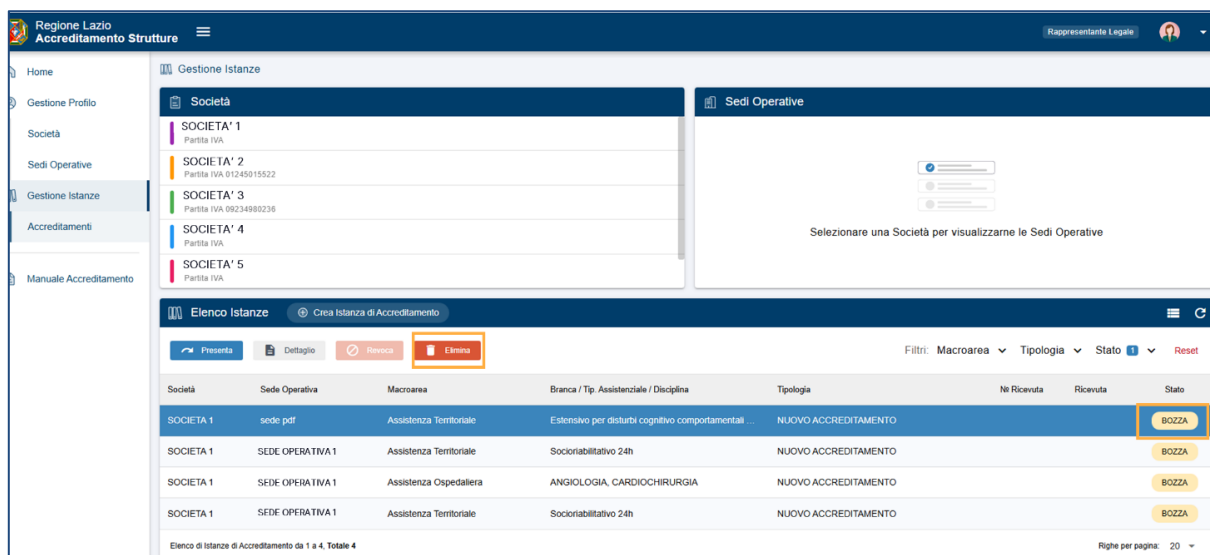 Regione Lazio
Accreditamento Strutture
Rappresentante Legale
Home
Gestione Profilo
Società
Sedi Operative
Gestione Istanze
Accreditamenti
Manuale Accreditamento
Gestione Istanze
Società
SOCIETA' 1
Partita IVA
SOCIETA' 2
Partita IVA 01245015522
SOCIETA' 3
Partita IVA 09234980236
SOCIETA' 4
Partita IVA
SOCIETA' 5
Partita IVA
Sedi Operative
Selezionare una Società per visualizzarne le Sedi Operative
Elenco Istanze Crea Istanza di Accreditamento
Presenta Dettaglio Revoca Elimina Filtri: Macroarea Tipologia Stato 1 Reset
Società Sede Operativa Macroarea Branca / Tip. Assistenziale / Disciplina Tipologia Nº Ricevuta Ricevuta Stato
SOCIETA 1 sede pdf Assistenza Territoriale Estensivo per disturbi cognitivo comportamentali ... NUOVO ACCREDITAMENTO BOZZA
SOCIETA 1 SEDE OPERATIVA 1 Assistenza Territoriale Socioriabilitativo 24h NUOVO ACCREDITAMENTO BOZZA
SOCIETA 1 SEDE OPERATIVA 1 Assistenza Ospedaliera ANGIOLOGIA, CARDIOCHIRURGIA NUOVO ACCREDITAMENTO BOZZA
SOCIETA 1 SEDE OPERATIVA 1 Assistenza Territoriale Socioriabilitativo 24h NUOVO ACCREDITAMENTO BOZZA
Elenco di Istanze di Accreditamento da 1 a 4, Totale 4 Righe per pagina: 20